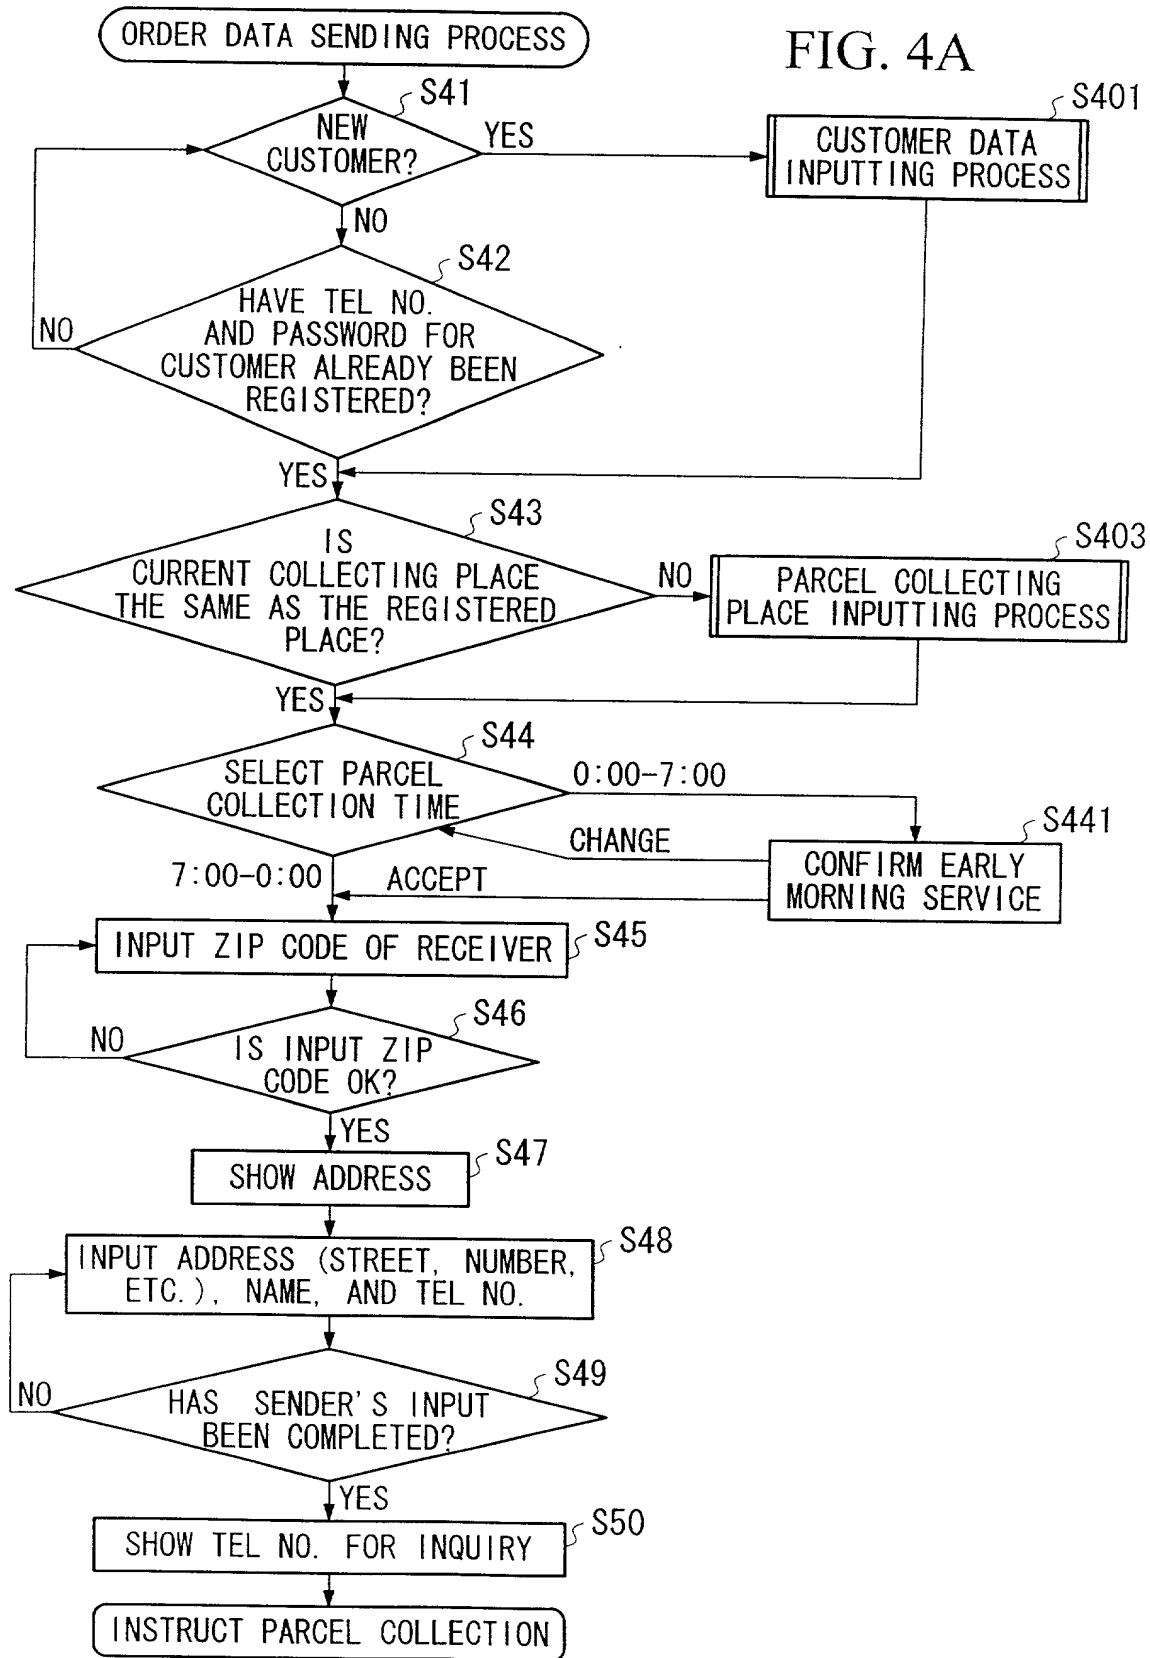 ORDER DATA SENDING PROCESS
FIG. 4A
S41
NEW
CUSTOMER?
YES
S401
CUSTOMER DATA
INPUTTING PROCESS
NO
S42
HAVE TEL NO.
AND PASSWORD FOR
CUSTOMER ALREADY BEEN
REGISTERED?
NO
YES
S43
IS
CURRENT COLLECTING PLACE
THE SAME AS THE REGISTERED
PLACE?
NO
S403
PARCEL COLLECTING
PLACE INPUTTING PROCESS
YES
S44
SELECT PARCEL
COLLECTION TIME
0:00-7:00
S441
CONFIRM EARLY
MORNING SERVICE
CHANGE
7:00-0:00
ACCEPT
INPUT ZIP CODE OF RECEIVER
S45
S46
IS INPUT ZIP
CODE OK?
NO
YES
S47
SHOW ADDRESS
S48
INPUT ADDRESS (STREET, NUMBER,
ETC.), NAME, AND TEL NO.
S49
HAS SENDER'S INPUT
BEEN COMPLETED?
NO
YES
S50
SHOW TEL NO. FOR INQUIRY
INSTRUCT PARCEL COLLECTION